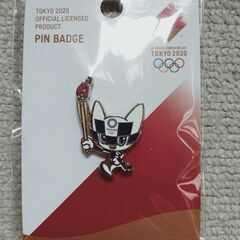 TOKYO 2020
OFFICIAL LICENSED
PRODUCT
PIN BADGE
TOKYO 2020